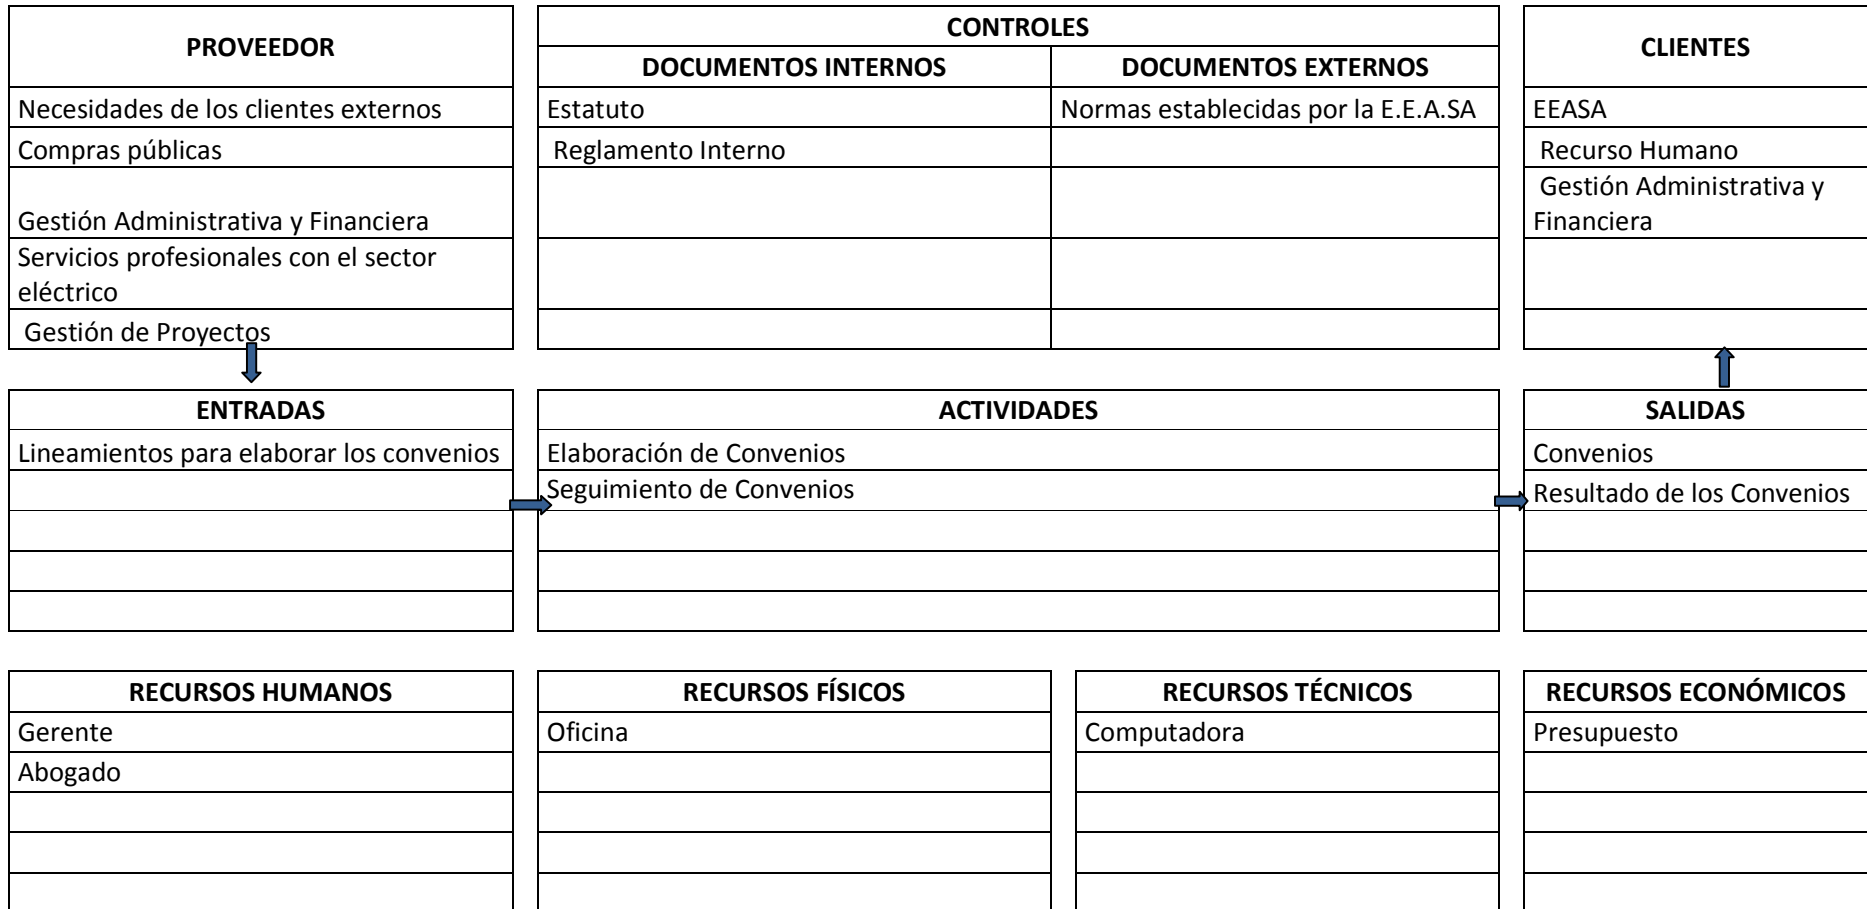 PROVEEDOR
Necesidades de los clientes externos
Compras públicas
Gestión Administrativa y Financiera
Servicios profesionales con el sector
eléctrico
Gestión de Proyectos
CONTROLES
DOCUMENTOS INTERNOS
DOCUMENTOS EXTERNOS
Estatuto
Normas establecidas por la E.E.A.SA
Reglamento Interno
CLIENTES
EEASA
Recurso Humano
Gestión Administrativa y
Financiera
ENTRADAS
Lineamientos para elaborar los convenios
ACTIVIDADES
Elaboración de Convenios
Seguimiento de Convenios
SALIDAS
Convenios
Resultado de los Convenios
RECURSOS HUMANOS
Gerente
Abogado
RECURSOS FÍSICOS
Oficina
RECURSOS TÉCNICOS
Computadora
RECURSOS ECONÓMICOS
Presupuesto